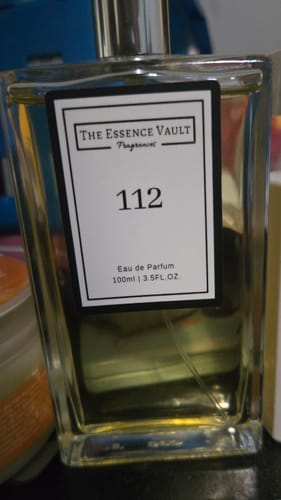 THE ESSENCE VAULT
Fragrances
112
Eau de Parfum
100ml | 3.5FL.OZ.